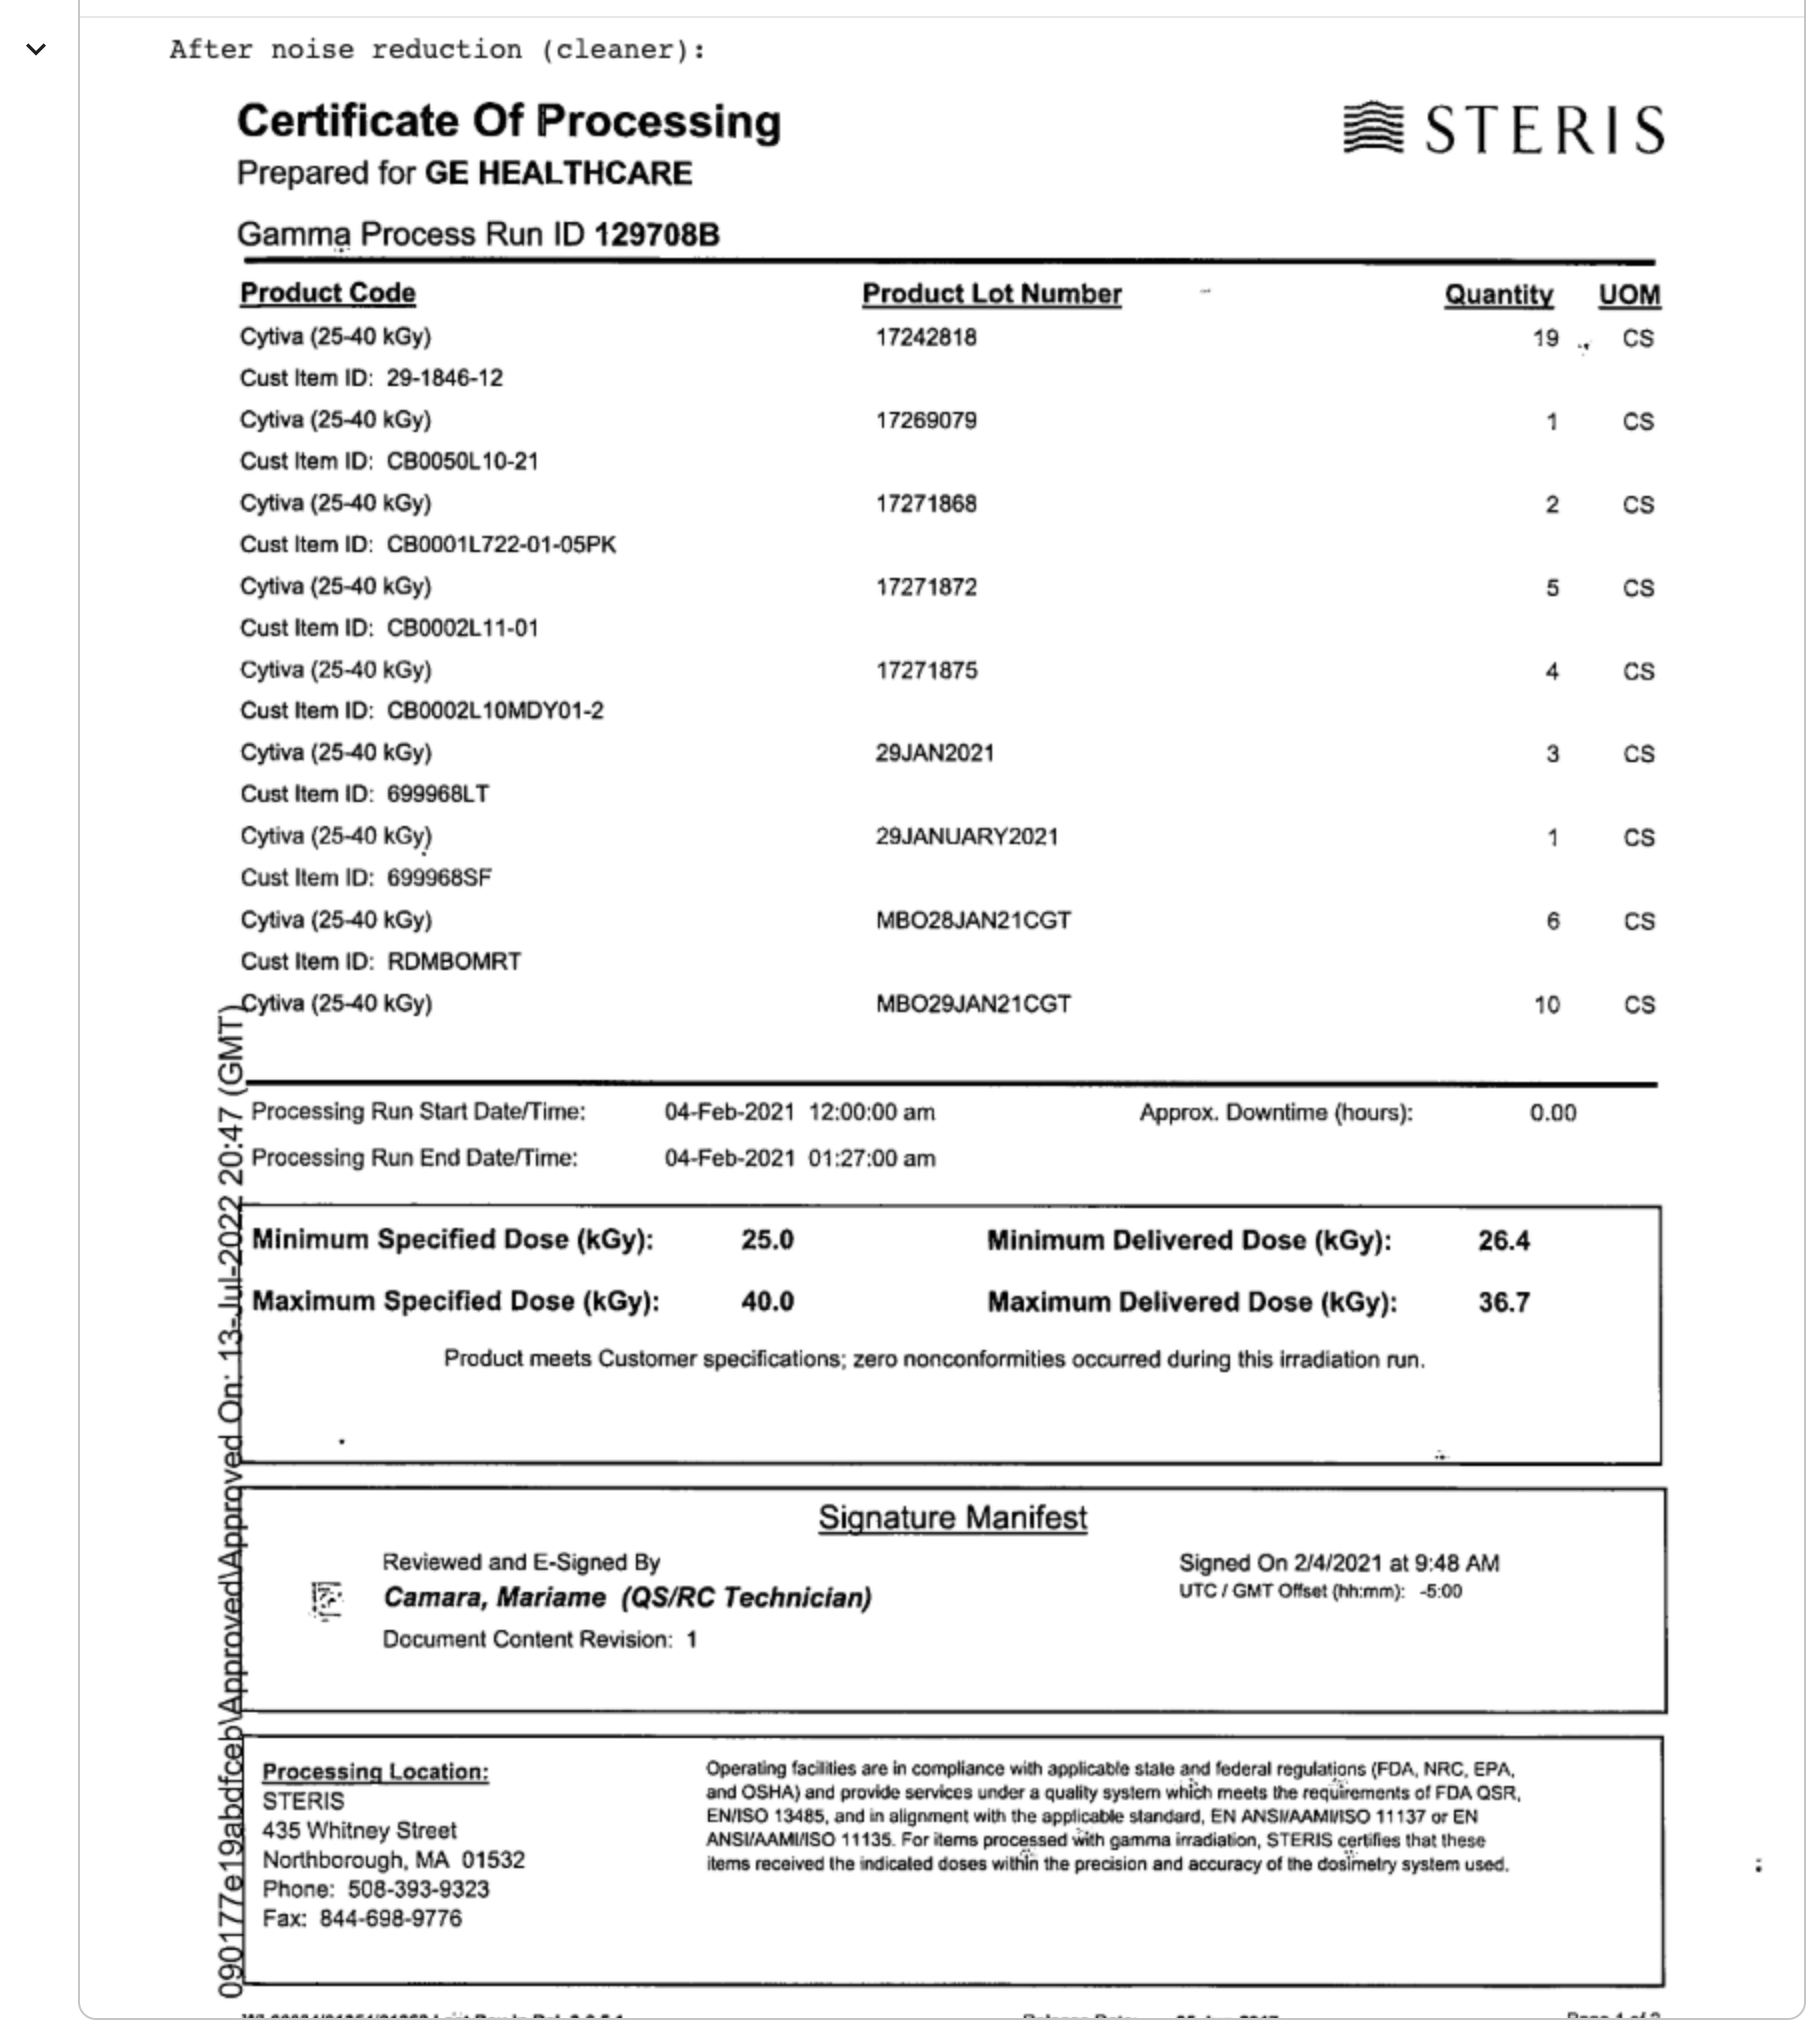 After noise reduction (cleaner):
Certificate Of Processing
STERIS
Prepared for GE HEALTHCARE
Gamma Process Run ID 129708B
Product Code Product Lot Number Quantity UOM
Cytiva (25-40 kGy) 17242818 19 CS
Cust Item ID: 29-1846-12
Cytiva (25-40 kGy) 17269079 1 CS
Cust Item ID: CB0050L10-21
Cytiva (25-40 kGy) 17271868 2 CS
Cust Item ID: CB0001L722-01-05PK
Cytiva (25-40 kGy) 17271872 5 CS
Cust Item ID: CB0002L11-01
Cytiva (25-40 kGy) 17271875 4 CS
Cust Item ID: CB0002L10MDY01-2
Cytiva (25-40 kGy) 29JAN2021 3 CS
Cust Item ID: 699968LT
Cytiva (25-40 kGy) 29JANUARY2021 1 CS
Cust Item ID: 699968SF
Cytiva (25-40 kGy) MBO28JAN21CGT 6 CS
Cust Item ID: RDMBOMRT
Cytiva (25-40 kGy) MBO29JAN21CGT 10 CS
Processing Run Start Date/Time: 04-Feb-2021 12:00:00 am Approx. Downtime (hours): 0.00
Processing Run End Date/Time: 04-Feb-2021 01:27:00 am
Minimum Specified Dose (kGy): 25.0 Minimum Delivered Dose (kGy): 26.4
Maximum Specified Dose (kGy): 40.0 Maximum Delivered Dose (kGy): 36.7
Product meets Customer specifications; zero nonconformities occurred during this irradiation run.
Signature Manifest
Reviewed and E-Signed By Signed On 2/4/2021 at 9:48 AM
Camara, Mariame (QS/RC Technician) UTC / GMT Offset (hh:mm): -5:00
Document Content Revision: 1
Processing Location:
STERIS
435 Whitney Street
Northborough, MA 01532
Phone: 508-393-9323
Fax: 844-698-9776
Operating facilities are in compliance with applicable state and federal regulations (FDA, NRC, EPA,
and OSHA) and provide services under a quality system which meets the requirements of FDA QSR,
EN/ISO 13485, and in alignment with the applicable standard, EN ANSI/AAMI/ISO 11137 or EN
ANSI/AAMI/ISO 11135. For items processed with gamma irradiation, STERIS certifies that these
items received the indicated doses within the precision and accuracy of the dosimetry system used.
090177e19abdfceb\Approved\Approved On: 13-Jul-2022 20:47 (GMT)